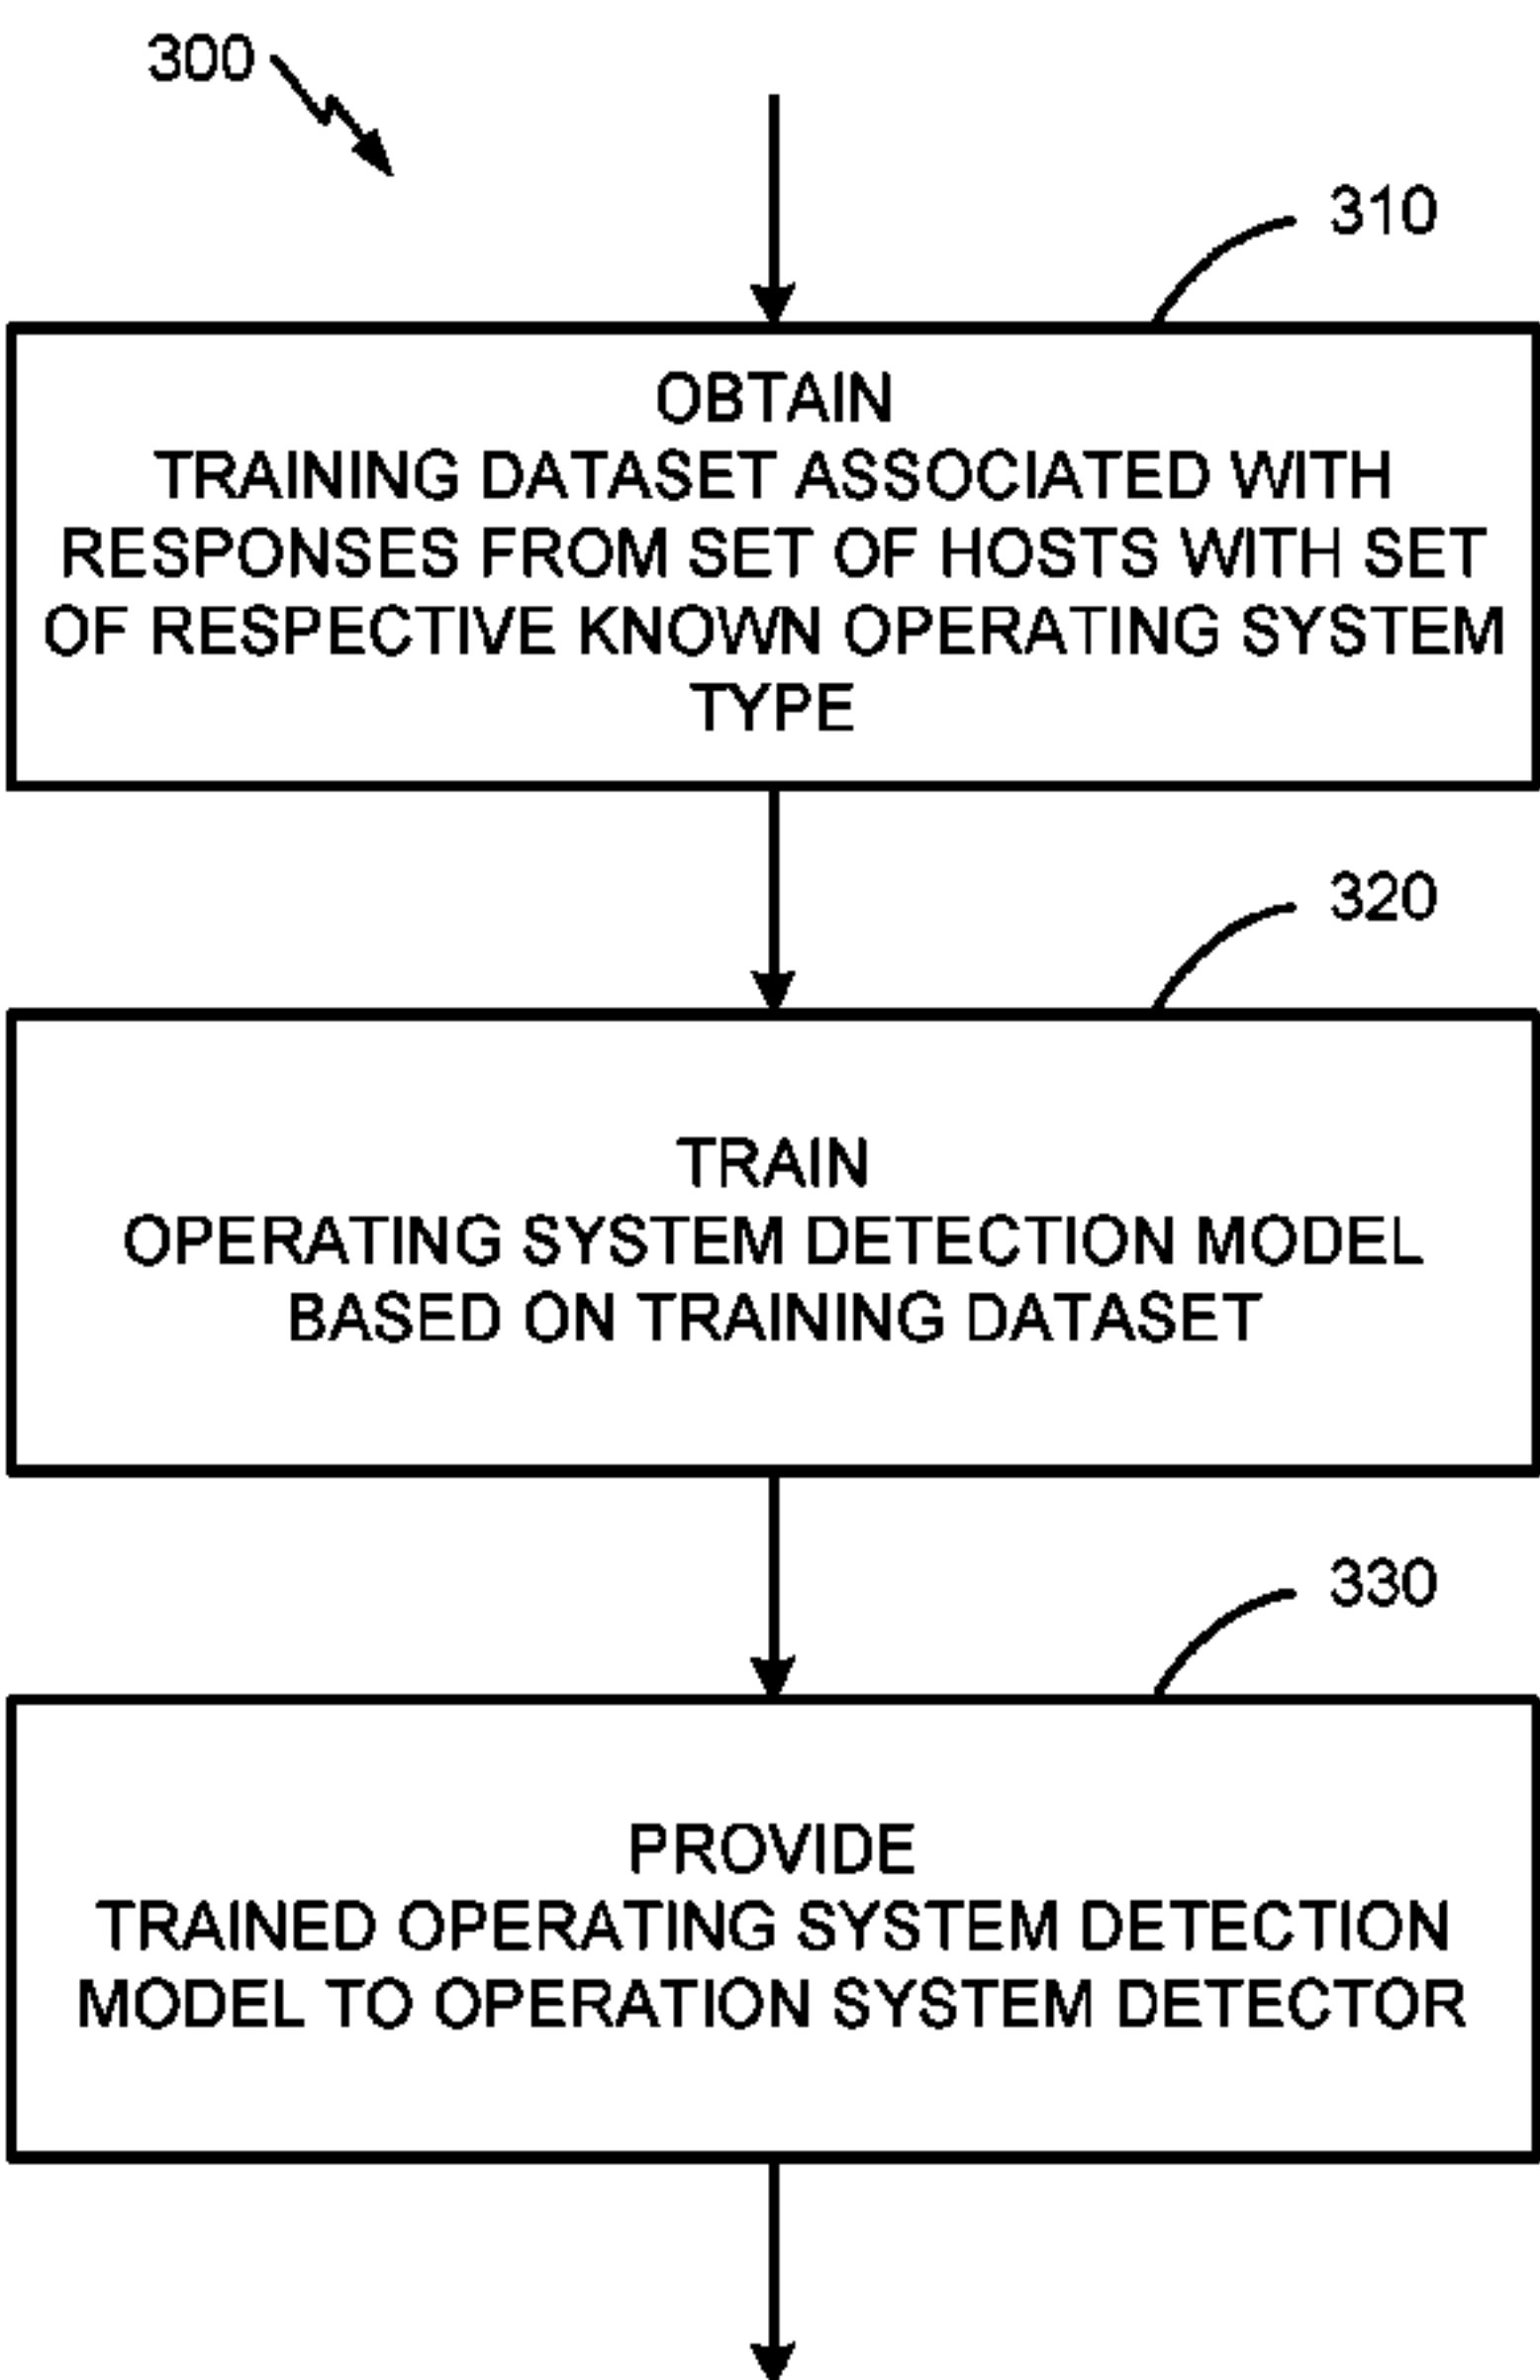 300
310
OBTAIN
TRAINING DATASET ASSOCIATED WITH
RESPONSES FROM SET OF HOSTS WITH SET
OF RESPECTIVE KNOWN OPERATING SYSTEM
TYPE
320
TRAIN
OPERATING SYSTEM DETECTION MODEL
BASED ON TRAINING DATASET
330
PROVIDE
TRAINED OPERATING SYSTEM DETECTION
MODEL TO OPERATION SYSTEM DETECTOR